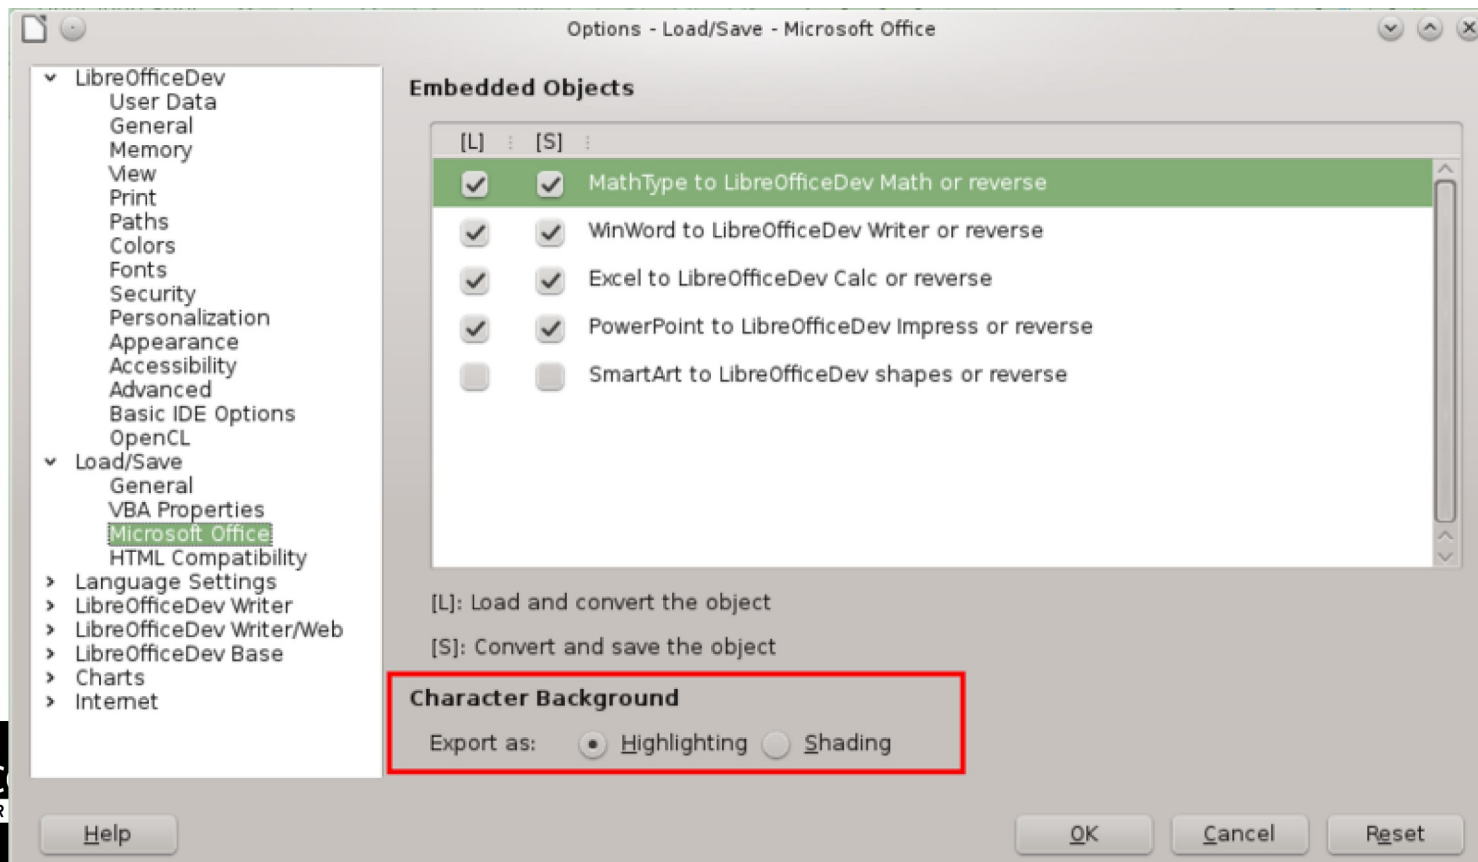 Options - Load/Save - Microsoft Office
LibreOfficeDev
User Data
General
Memory
View
Print
Paths
Colors
Fonts
Security
Personalization
Appearance
Accessibility
Advanced
Basic IDE Options
OpenCL
Load/Save
General
VBA Properties
Microsoft Office
HTML Compatibility
Language Settings
LibreOfficeDev Writer
LibreOfficeDev Writer/Web
LibreOfficeDev Base
Charts
Internet
Embedded Objects
[L] [S]
MathType to LibreOfficeDev Math or reverse
WinWord to LibreOfficeDev Writer or reverse
Excel to LibreOfficeDev Calc or reverse
PowerPoint to LibreOfficeDev Impress or reverse
SmartArt to LibreOfficeDev shapes or reverse
[L]: Load and convert the object
[S]: Convert and save the object
Character Background
Export as: Highlighting Shading
Help OK Cancel Reset